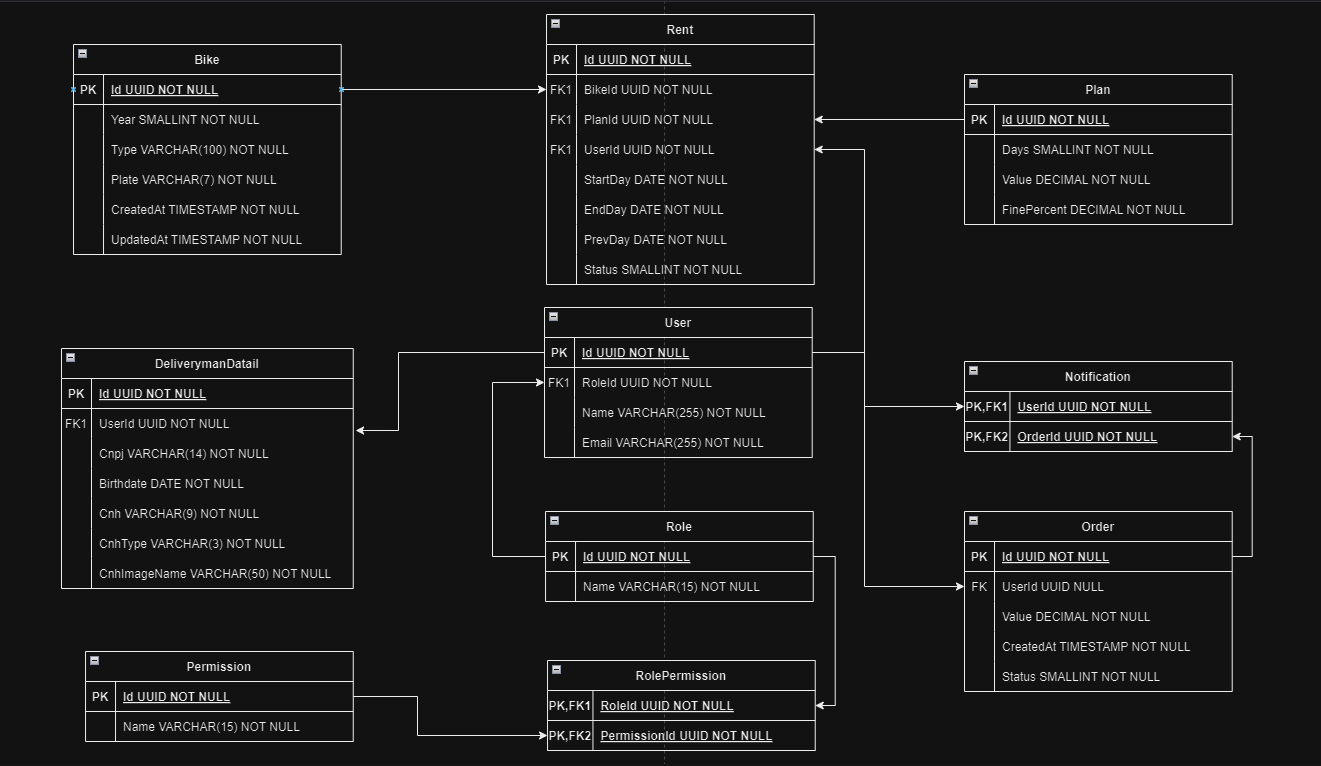 Bike
PK Id UUID NOT NULL
Year SMALLINT NOT NULL
Type VARCHAR(100) NOT NULL
Plate VARCHAR(7) NOT NULL
CreatedAt TIMESTAMP NOT NULL
UpdatedAt TIMESTAMP NOT NULL
Rent
PK Id UUID NOT NULL
FK1 BikeId UUID NOT NULL
FK1 PlanId UUID NOT NULL
FK1 UserId UUID NOT NULL
StartDay DATE NOT NULL
EndDay DATE NOT NULL
PrevDay DATE NOT NULL
Status SMALLINT NOT NULL
Plan
PK Id UUID NOT NULL
Days SMALLINT NOT NULL
Value DECIMAL NOT NULL
FinePercent DECIMAL NOT NULL
DeliverymanDatail
PK Id UUID NOT NULL
FK1 UserId UUID NOT NULL
Cnpj VARCHAR(14) NOT NULL
Birthdate DATE NOT NULL
Cnh VARCHAR(9) NOT NULL
CnhType VARCHAR(3) NOT NULL
CnhImageName VARCHAR(50) NOT NULL
User
PK Id UUID NOT NULL
FK1 RoleId UUID NOT NULL
Name VARCHAR(255) NOT NULL
Email VARCHAR(255) NOT NULL
Notification
PK,FK1 UserId UUID NOT NULL
PK,FK2 OrderId UUID NOT NULL
Role
PK Id UUID NOT NULL
Name VARCHAR(15) NOT NULL
Order
PK Id UUID NOT NULL
FK UserId UUID NULL
Value DECIMAL NOT NULL
CreatedAt TIMESTAMP NOT NULL
Status SMALLINT NOT NULL
Permission
PK Id UUID NOT NULL
Name VARCHAR(15) NOT NULL
RolePermission
PK,FK1 RoleId UUID NOT NULL
PK,FK2 PermissionId UUID NOT NULL